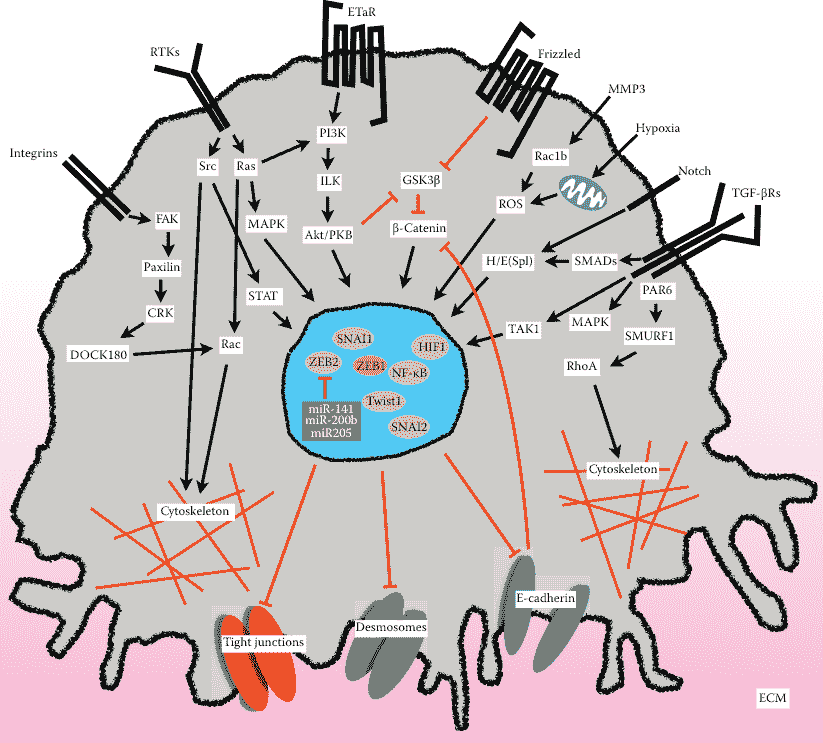 ETaR
RTKs
Frizzled
MMP3
Hypoxia
PI3K
Integrins
Src
Ras
Rac1b
Notch
ILK
GSK3β
TGF-βRs
ROS
FAK
MAPK
Akt/PKB
β-Catenin
Paxilin
H/E(Spl)
SMADs
STAT
PAR6
CRK
TAK1
MAPK
SMURF1
DOCK180
Rac
SNAI1
HIF1
ZEB2
ZEB1
NF-κB
RhoA
Twist1
miR-141
miR-200b
miR205
SNAI2
Cytoskeleton
Cytoskeleton
E-cadherin
Desmosomes
Tight junctions
ECM